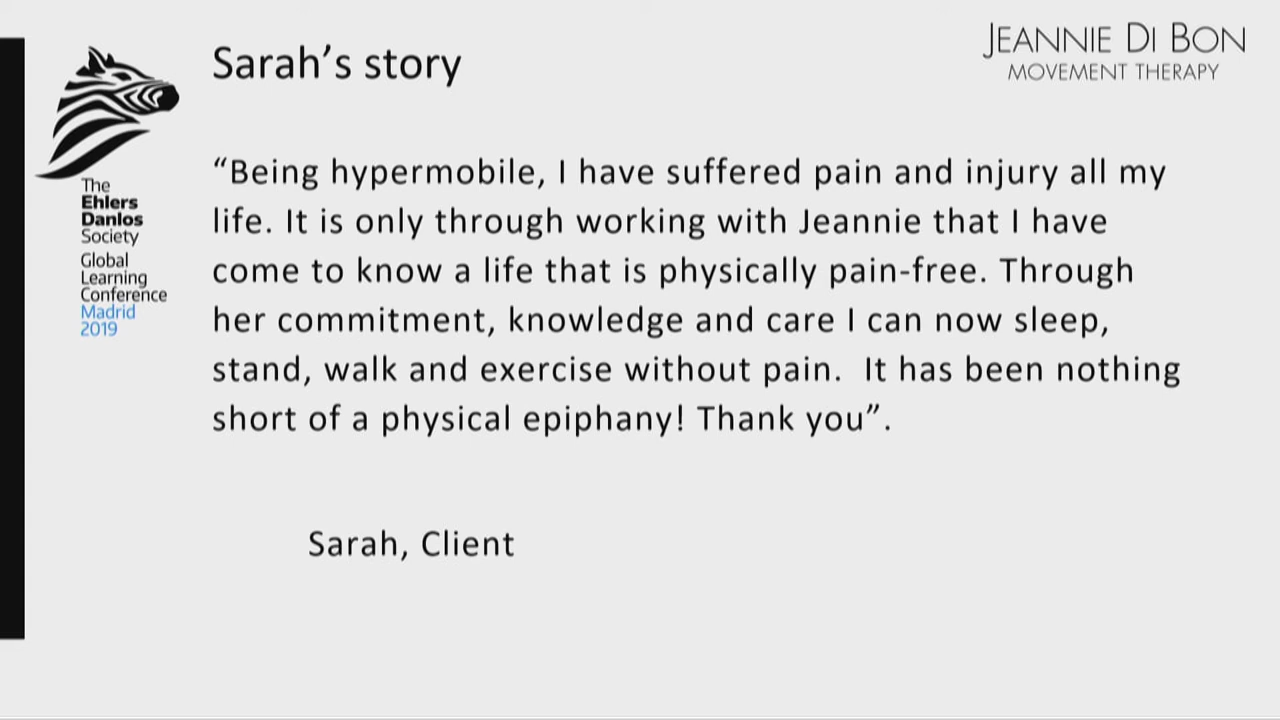 Sarah’s story
JEANNIE DI BON
MOVEMENT THERAPY
“Being hypermobile, I have suffered pain and injury all my
life. It is only through working with Jeannie that I have
come to know a life that is physically pain-free. Through
her commitment, knowledge and care I can now sleep,
stand, walk and exercise without pain.  It has been nothing
short of a physical epiphany! Thank you”.
Sarah, Client
The
Ehlers
Danlos
Society
Global
Learning
Conference
Madrid
2019